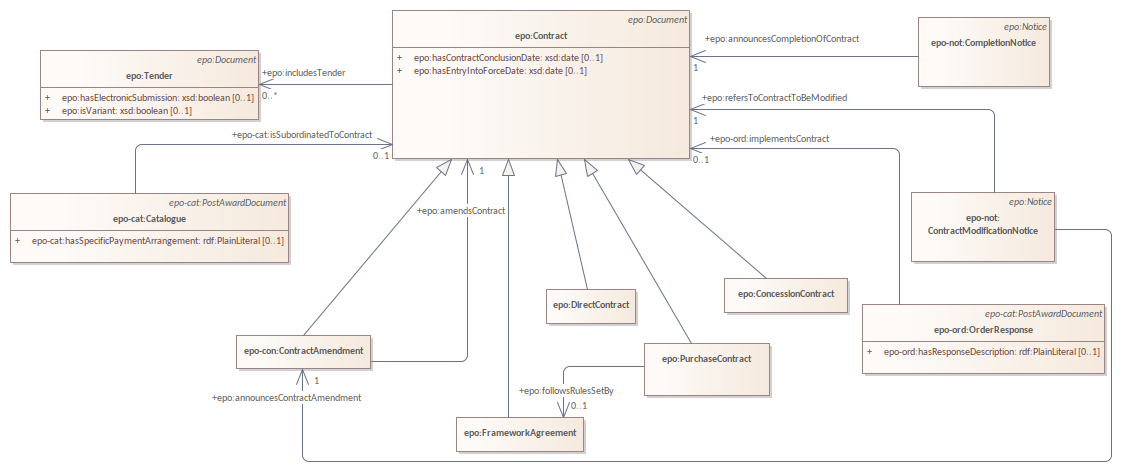 epo:Document
epo:Contract
+ epo:hasContractConclusionDate: xsd:date [0..1]
+ epo:hasEntryIntoForceDate: xsd:date [0..1]
epo:Notice
epo-not:CompletionNotice
+epo:announcesCompletionOfContract
1
epo:Document
epo:Tender
+ epo:hasElectronicSubmission: xsd:boolean [0..1]
+ epo:isVariant: xsd:boolean [0..1]
+epo:includesTender
0..*
+epo:refersToContractToBeModified
1
+epo-cat:isSubordinatedToContract
0..1
+epo-ord:implementsContract
0..1
epo-cat:PostAwardDocument
epo-cat:Catalogue
+ epo-cat:hasSpecificPaymentArrangement: rdf:PlainLiteral [0..1]
1
+epo:amendsContract
epo:Notice
epo-not:
ContractModificationNotice
epo:DIrectContract
epo:ConcessionContract
epo-cat:PostAwardDocument
epo-ord:OrderResponse
+ epo-ord:hasResponseDescription: rdf:PlainLiteral [0..1]
epo-con:ContractAmendment
epo:PurchaseContract
1
+epo:announcesContractAmendment
+epo:followsRulesSetBy
0..1
epo:FrameworkAgreement